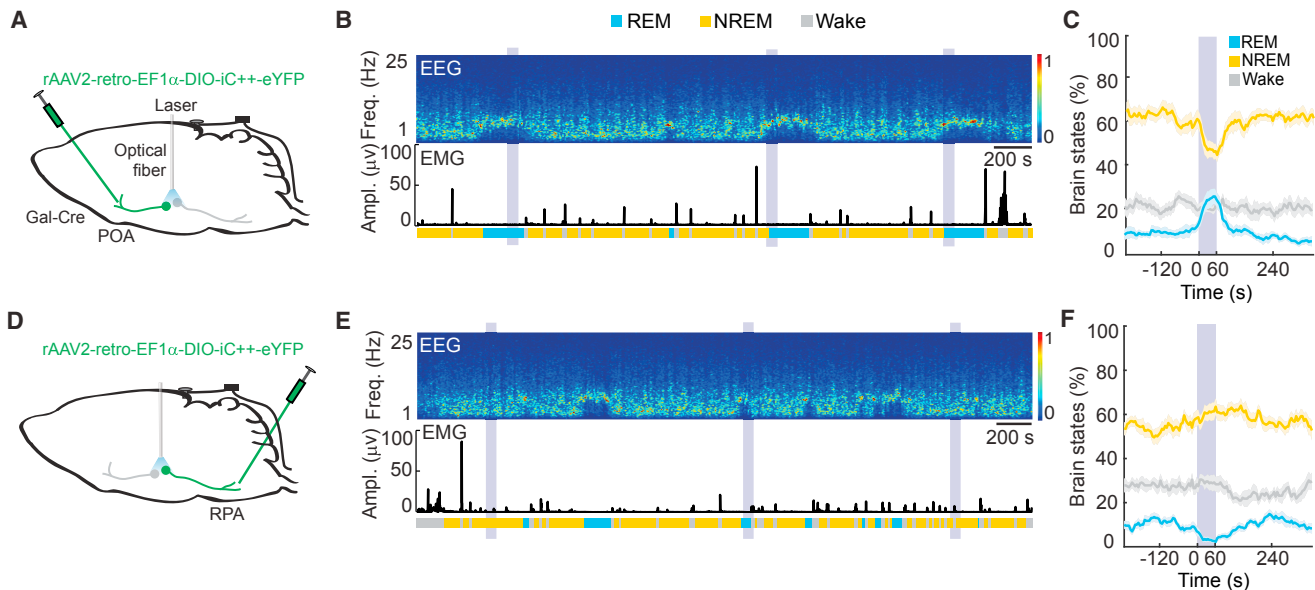 A
rAAV2-retro-EF1α-DIO-iC++-eYFP
Laser
Optical
fiber
Gal-Cre
POA
B
REM
NREM
Wake
EEG
25
1
Freq. (Hz)
1
0
200 s
EMG
100
50
0
Ampl. (μv)
C
100
80
60
40
20
0
Brain states (%)
REM
NREM
Wake
-120
0
60
240
Time (s)
D
rAAV2-retro-EF1α-DIO-iC++-eYFP
RPA
E
EEG
25
1
Freq. (Hz)
1
0
200 s
EMG
100
50
0
Ampl. (μv)
F
100
80
60
40
20
0
Brain states (%)
-120
0
60
240
Time (s)